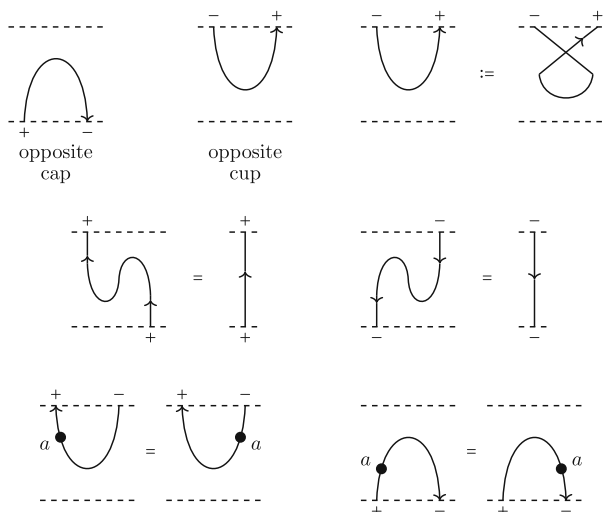 − + − + − +
:=
+ −
opposite cap
opposite cup
+ + − −
= =
+ + − −
+ − + −
a a a a
= =
+ − + −